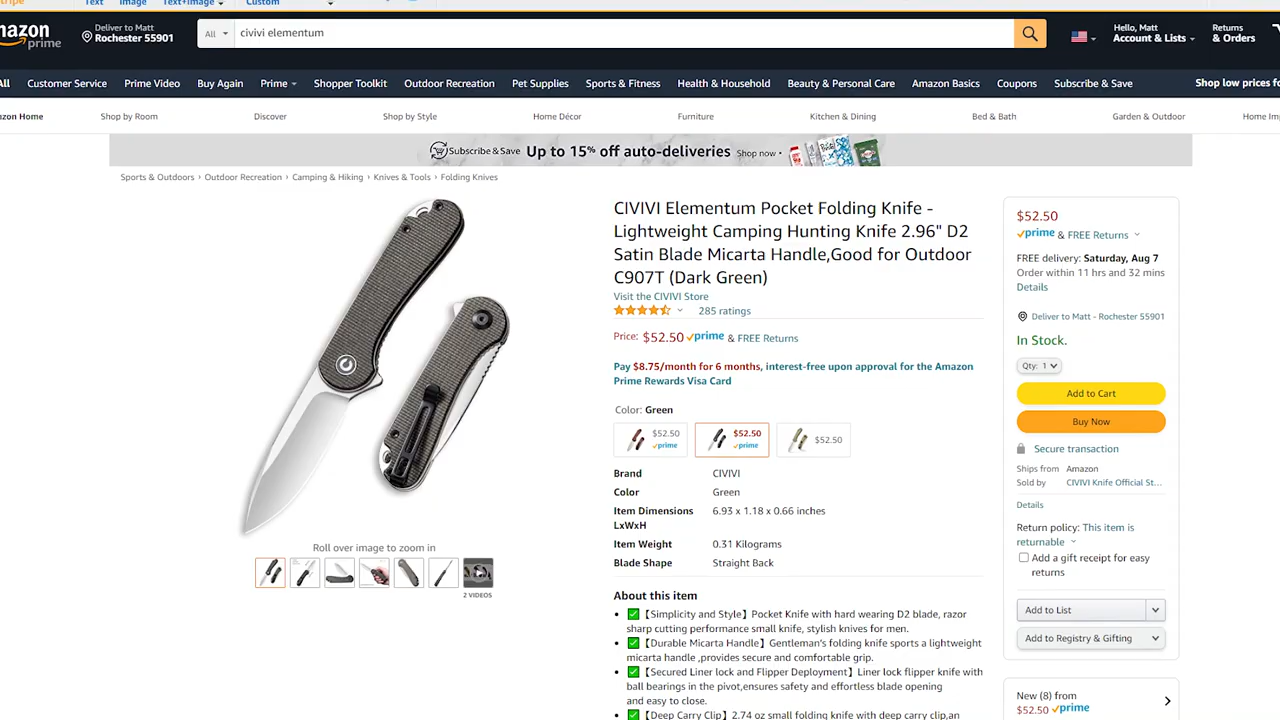 Text Image Text+Image Custom
amazon
prime
Deliver to Matt
Rochester 55901
All
civivi elementum
Hello, Matt
Account & Lists
Returns
& Orders
All Customer Service Prime Video Buy Again Prime Shopper Toolkit Outdoor Recreation Pet Supplies Sports & Fitness Health & Household Beauty & Personal Care Amazon Basics Coupons Subscribe & Save Shop low prices fo
zon Home Shop by Room Discover Shop by Style Home Décor Furniture Kitchen & Dining Bed & Bath Garden & Outdoor Home Im
Subscribe & Save Up to 15% off auto-deliveries Shop now
Sports & Outdoors › Outdoor Recreation › Camping & Hiking › Knives & Tools › Folding Knives
CIVIVI Elementum Pocket Folding Knife -
Lightweight Camping Hunting Knife 2.96" D2
Satin Blade Micarta Handle,Good for Outdoor
C907T (Dark Green)
Visit the CIVIVI Store
285 ratings
Price: $52.50 prime & FREE Returns
Pay $8.75/month for 6 months, interest-free upon approval for the Amazon
Prime Rewards Visa Card
Color: Green
$52.50
prime
$52.50
prime
$52.50
Brand CIVIVI
Color Green
Item Dimensions 6.93 x 1.18 x 0.66 inches
LxWxH
Item Weight 0.31 Kilograms
Blade Shape Straight Back
Roll over image to zoom in
2 VIDEOS
About this item
• ✅【Simplicity and Style】Pocket Knife with hard wearing D2 blade, razor
sharp cutting performance small knife, stylish knives for men.
• ✅【Durable Micarta Handle】Gentleman's folding knife sports a lightweight
micarta handle ,provides secure and comfortable grip.
• ✅【Secured Liner lock and Flipper Deployment】Liner lock flipper knife with
ball bearings in the pivot,ensures safety and effortless blade opening
and easy to close.
• ✅【Deep Carry Clip】2.74 oz small folding knife with deep carry clip,an
$52.50
prime & FREE Returns
FREE delivery: Saturday, Aug 7
Order within 11 hrs and 32 mins
Details
Deliver to Matt - Rochester 55901
In Stock.
Qty: 1
Add to Cart
Buy Now
Secure transaction
Ships from Amazon
Sold by CIVIVI Knife Official St...
Details
Return policy: This item is
returnable
Add a gift receipt for easy
returns
Add to List
Add to Registry & Gifting
New (8) from
$52.50 prime